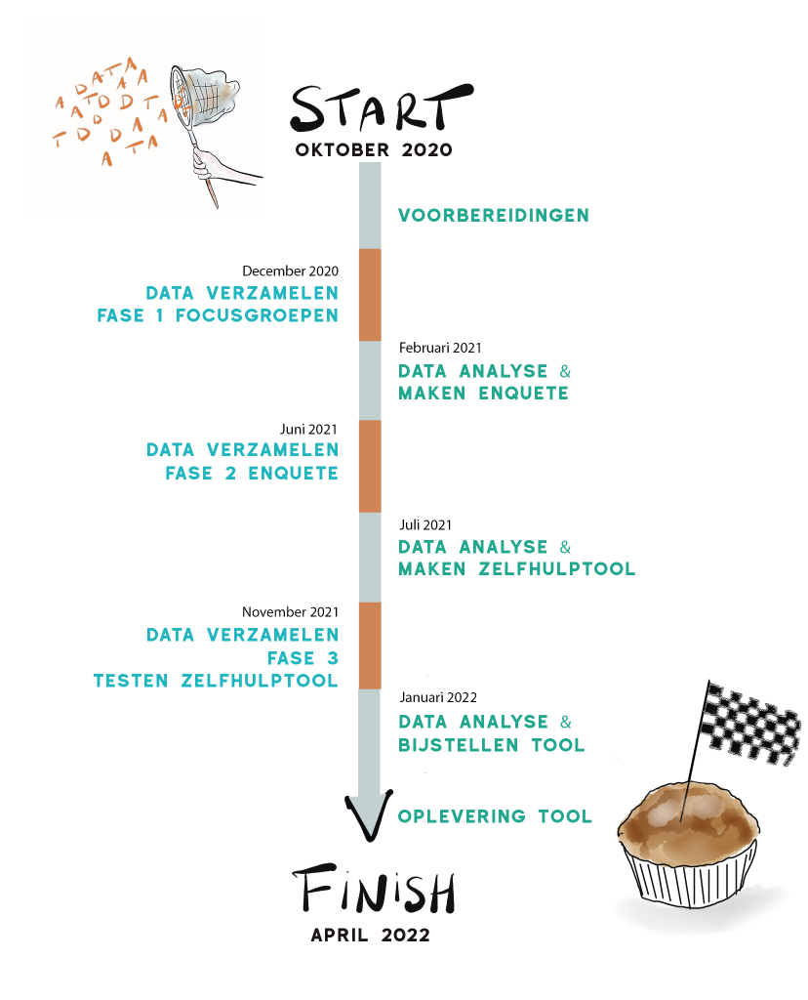 DATA
START
OKTOBER 2020
VOORBEREIDINGEN
December 2020
DATA VERZAMELEN
FASE 1 FOCUSGROEPEN
Februari 2021
DATA ANALYSE &
MAKEN ENQUETE
Juni 2021
DATA VERZAMELEN
FASE 2 ENQUETE
Juli 2021
DATA ANALYSE &
MAKEN ZELFHULPTOOL
November 2021
DATA VERZAMELEN
FASE 3
TESTEN ZELFHULPTOOL
Januari 2022
DATA ANALYSE &
BIJSTELLEN TOOL
OPLEVERING TOOL
FINISH
APRIL 2022